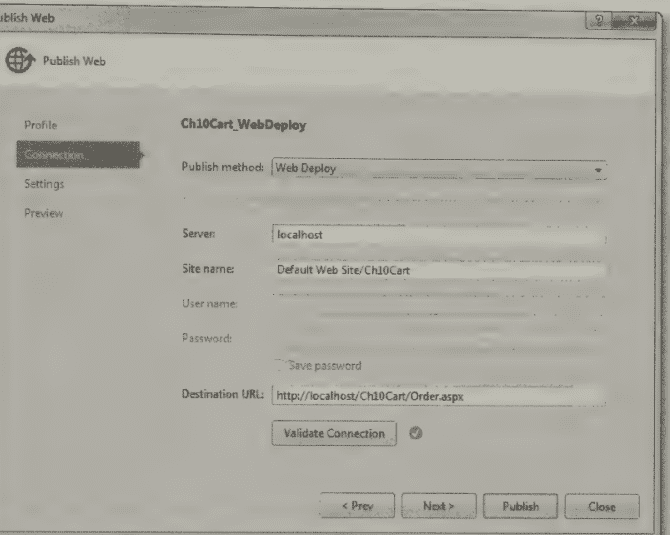 ublish Web
?
Publish Web
Profile
Connection
Settings
Preview
Ch10Cart_WebDeploy
Publish method: Web Deploy
Server: localhost
Site name: Default Web Site/Ch10Cart
User name:
Password:
Save password
Destination URL: http://localhost/Ch10Cart/Order.aspx
Validate Connection
< Prev Next > Publish Close